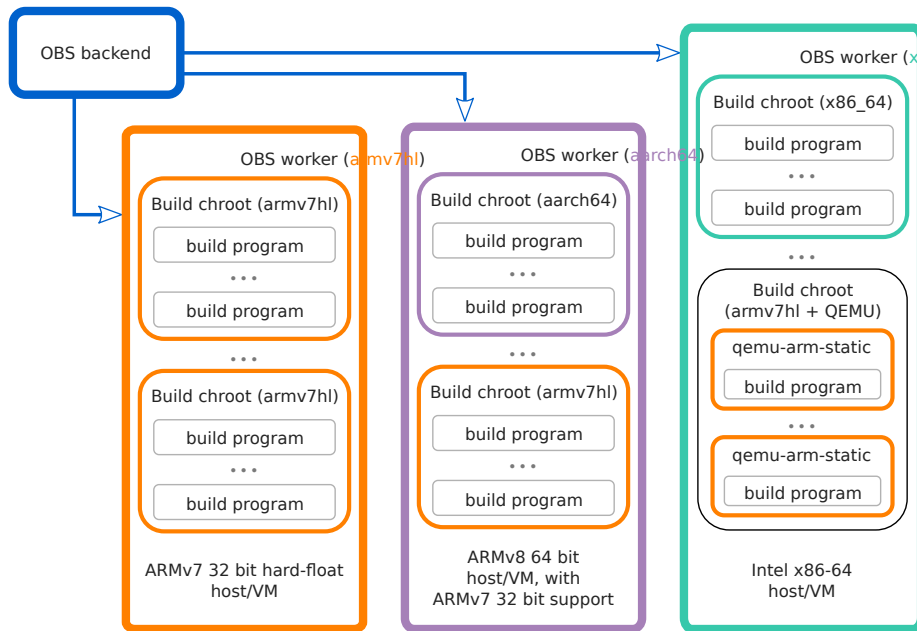 OBS backend
OBS worker (armv7hl)
Build chroot (armv7hl)
build program
...
build program
...
Build chroot (armv7hl)
build program
...
build program
ARMv7 32 bit hard-float
host/VM
OBS worker (aarch64)
Build chroot (aarch64)
build program
...
build program
...
Build chroot (armv7hl)
build program
...
build program
ARMv8 64 bit
host/VM, with
ARMv7 32 bit support
OBS worker (x
Build chroot (x86_64)
build program
...
build program
...
Build chroot
(armv7hl + QEMU)
qemu-arm-static
build program
...
qemu-arm-static
build program
Intel x86-64
host/VM